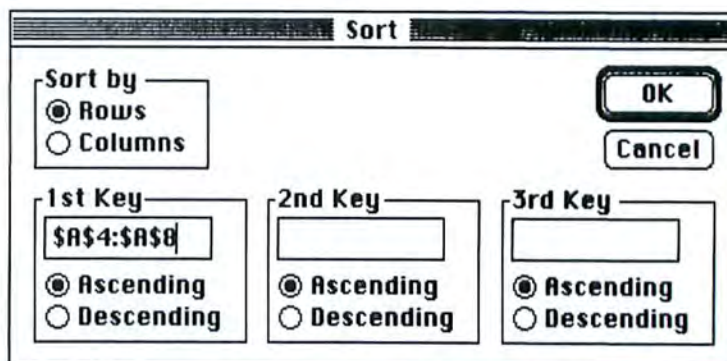 Sort
Sort by
Rows
Columns
OK
Cancel
1st Key
$A$4:$A$8
Ascending
Descending
2nd Key
Ascending
Descending
3rd Key
Ascending
Descending